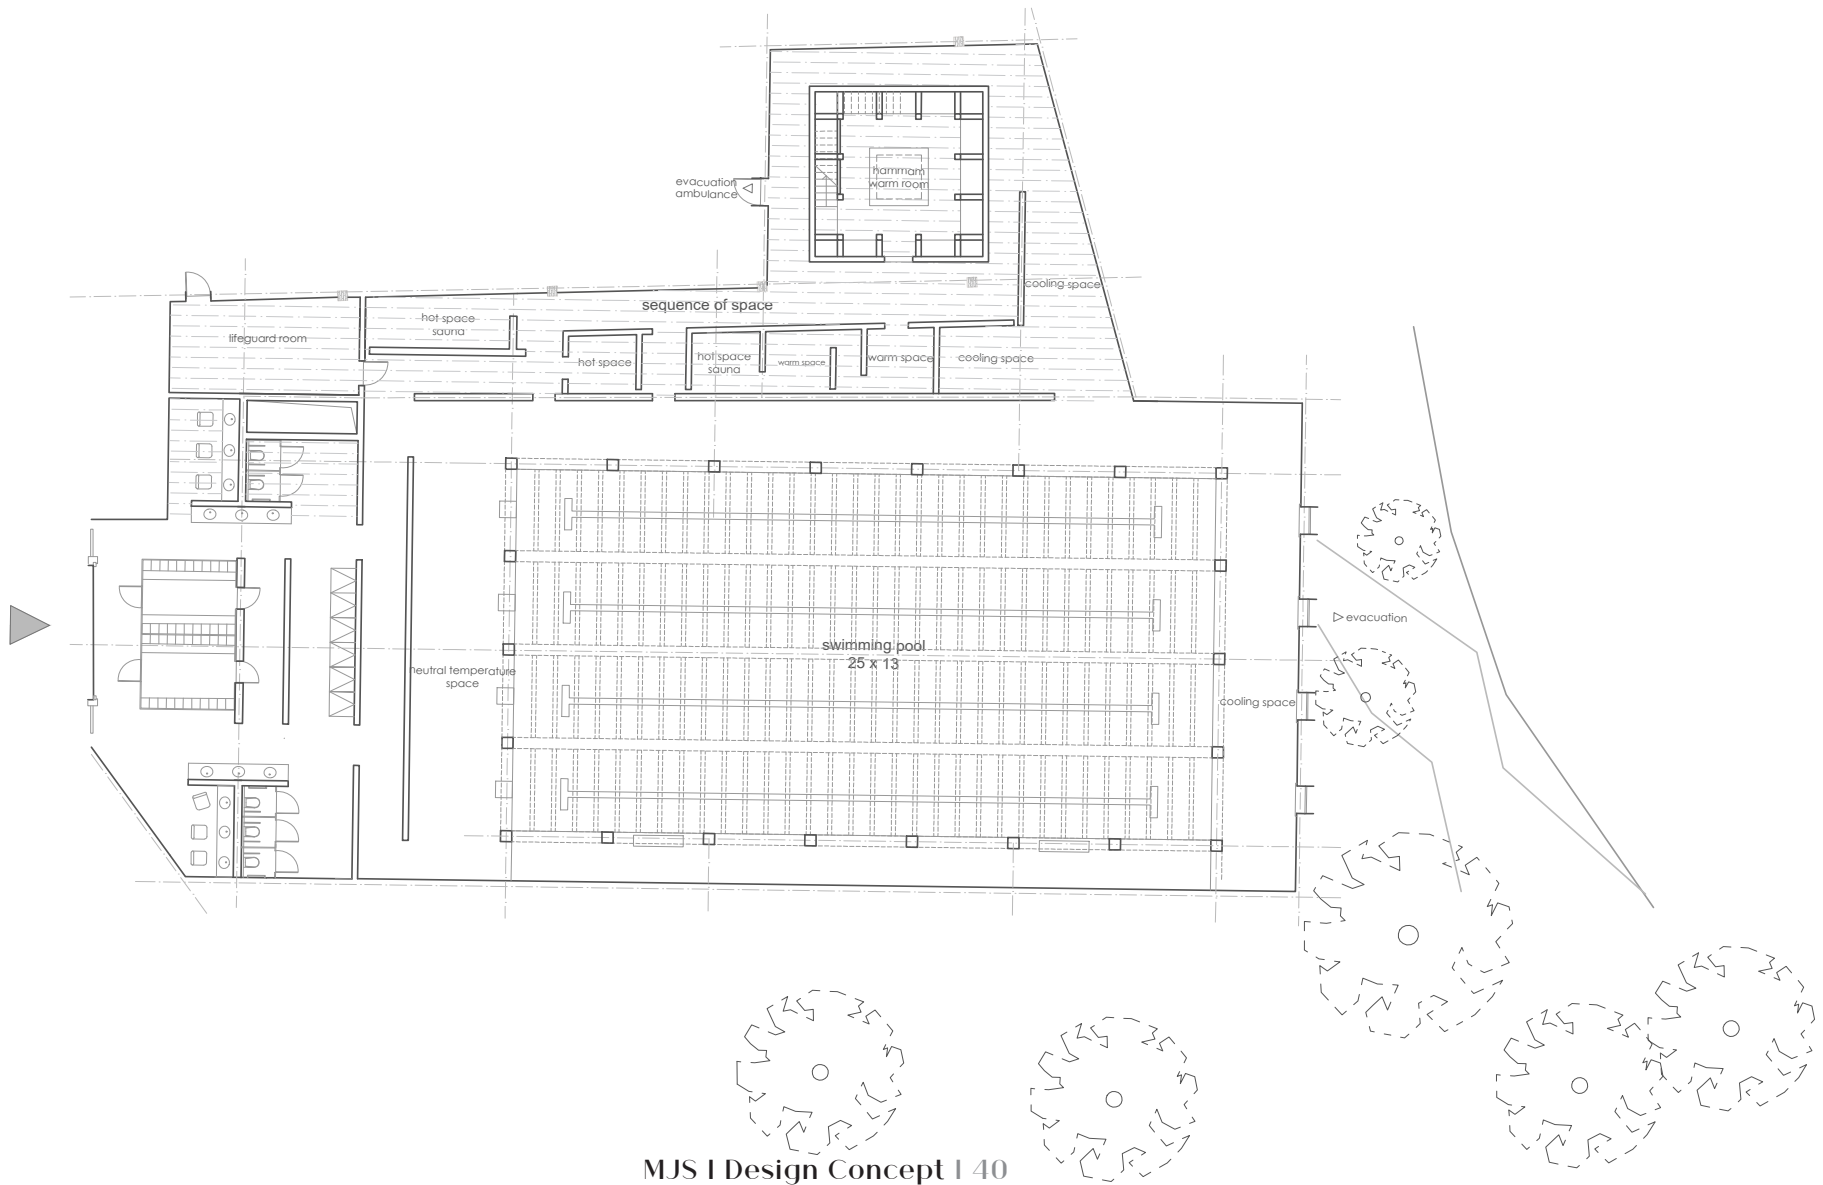 hammam
warm room
evacuation
ambulance
cooling space
sequence of space
hot space
sauna
lifeguard room
hot space
hot space
sauna
warm space
warm space
cooling space
evacuation
swimming pool
25 x 13
neutral temperature
space
cooling space
MJS I Design Concept I 40